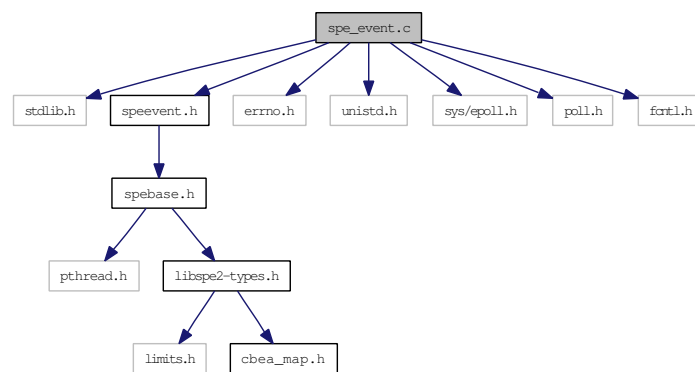 spe_event.c
stdlib.h
speevent.h
errno.h
unistd.h
sys/epoll.h
poll.h
fcntl.h
spebase.h
pthread.h
libspe2-types.h
limits.h
cbea_map.h